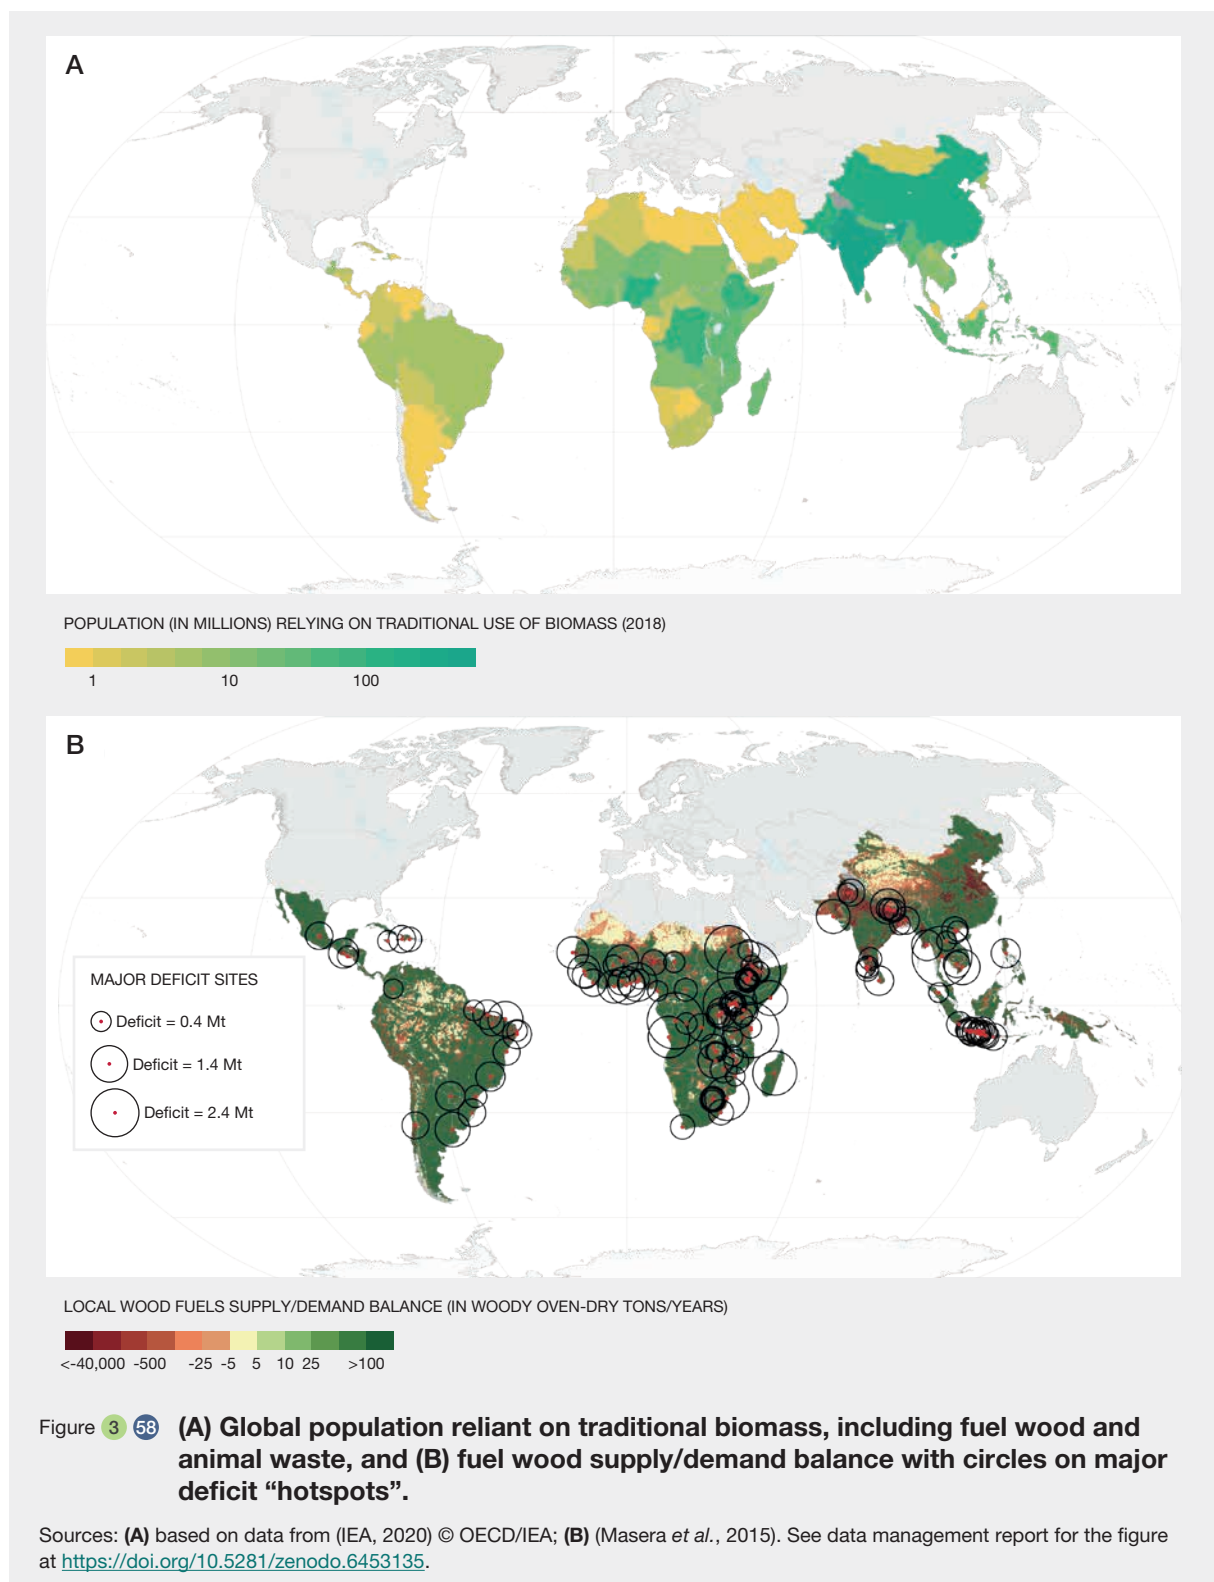 A
POPULATION (IN MILLIONS) RELYING ON TRADITIONAL USE OF BIOMASS (2018)
1 10 100
B
MAJOR DEFICIT SITES
Deficit = 0.4 Mt
Deficit = 1.4 Mt
Deficit = 2.4 Mt
LOCAL WOOD FUELS SUPPLY/DEMAND BALANCE (IN WOODY OVEN-DRY TONS/YEARS)
<-40,000 -500 -25 -5 5 10 25 >100
Figure 3 58 (A) Global population reliant on traditional biomass, including fuel wood and
animal waste, and (B) fuel wood supply/demand balance with circles on major
deficit “hotspots”.
Sources: (A) based on data from (IEA, 2020) © OECD/IEA; (B) (Masera et al., 2015). See data management report for the figure
at https://doi.org/10.5281/zenodo.6453135.